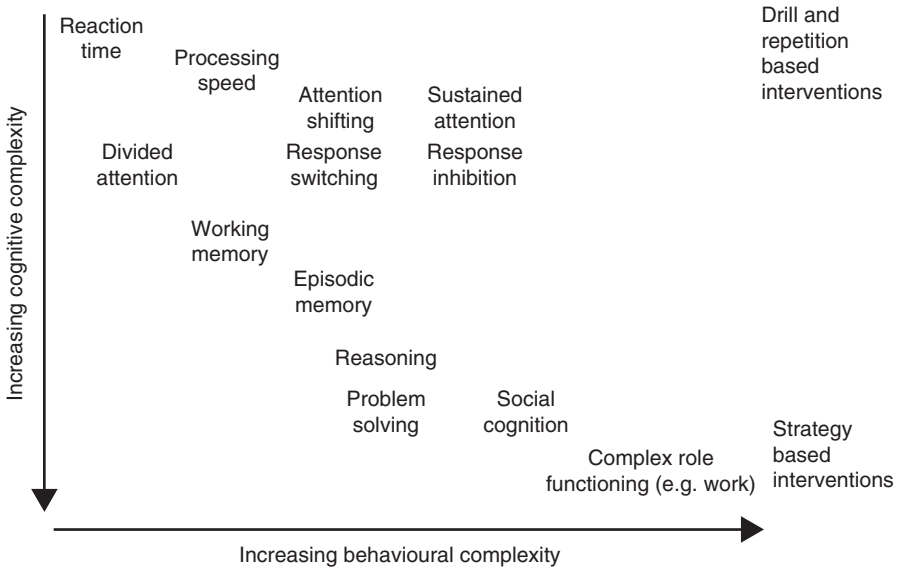 Reaction
time
Processing
speed
Attention
shifting
Sustained
attention
Drill and
repetition
based
interventions
Divided
attention
Response
switching
Response
inhibition
Working
memory
Episodic
memory
Reasoning
Problem
solving
Social
cognition
Complex role
functioning (e.g. work)
Strategy
based
interventions
Increasing cognitive complexity
Increasing behavioural complexity